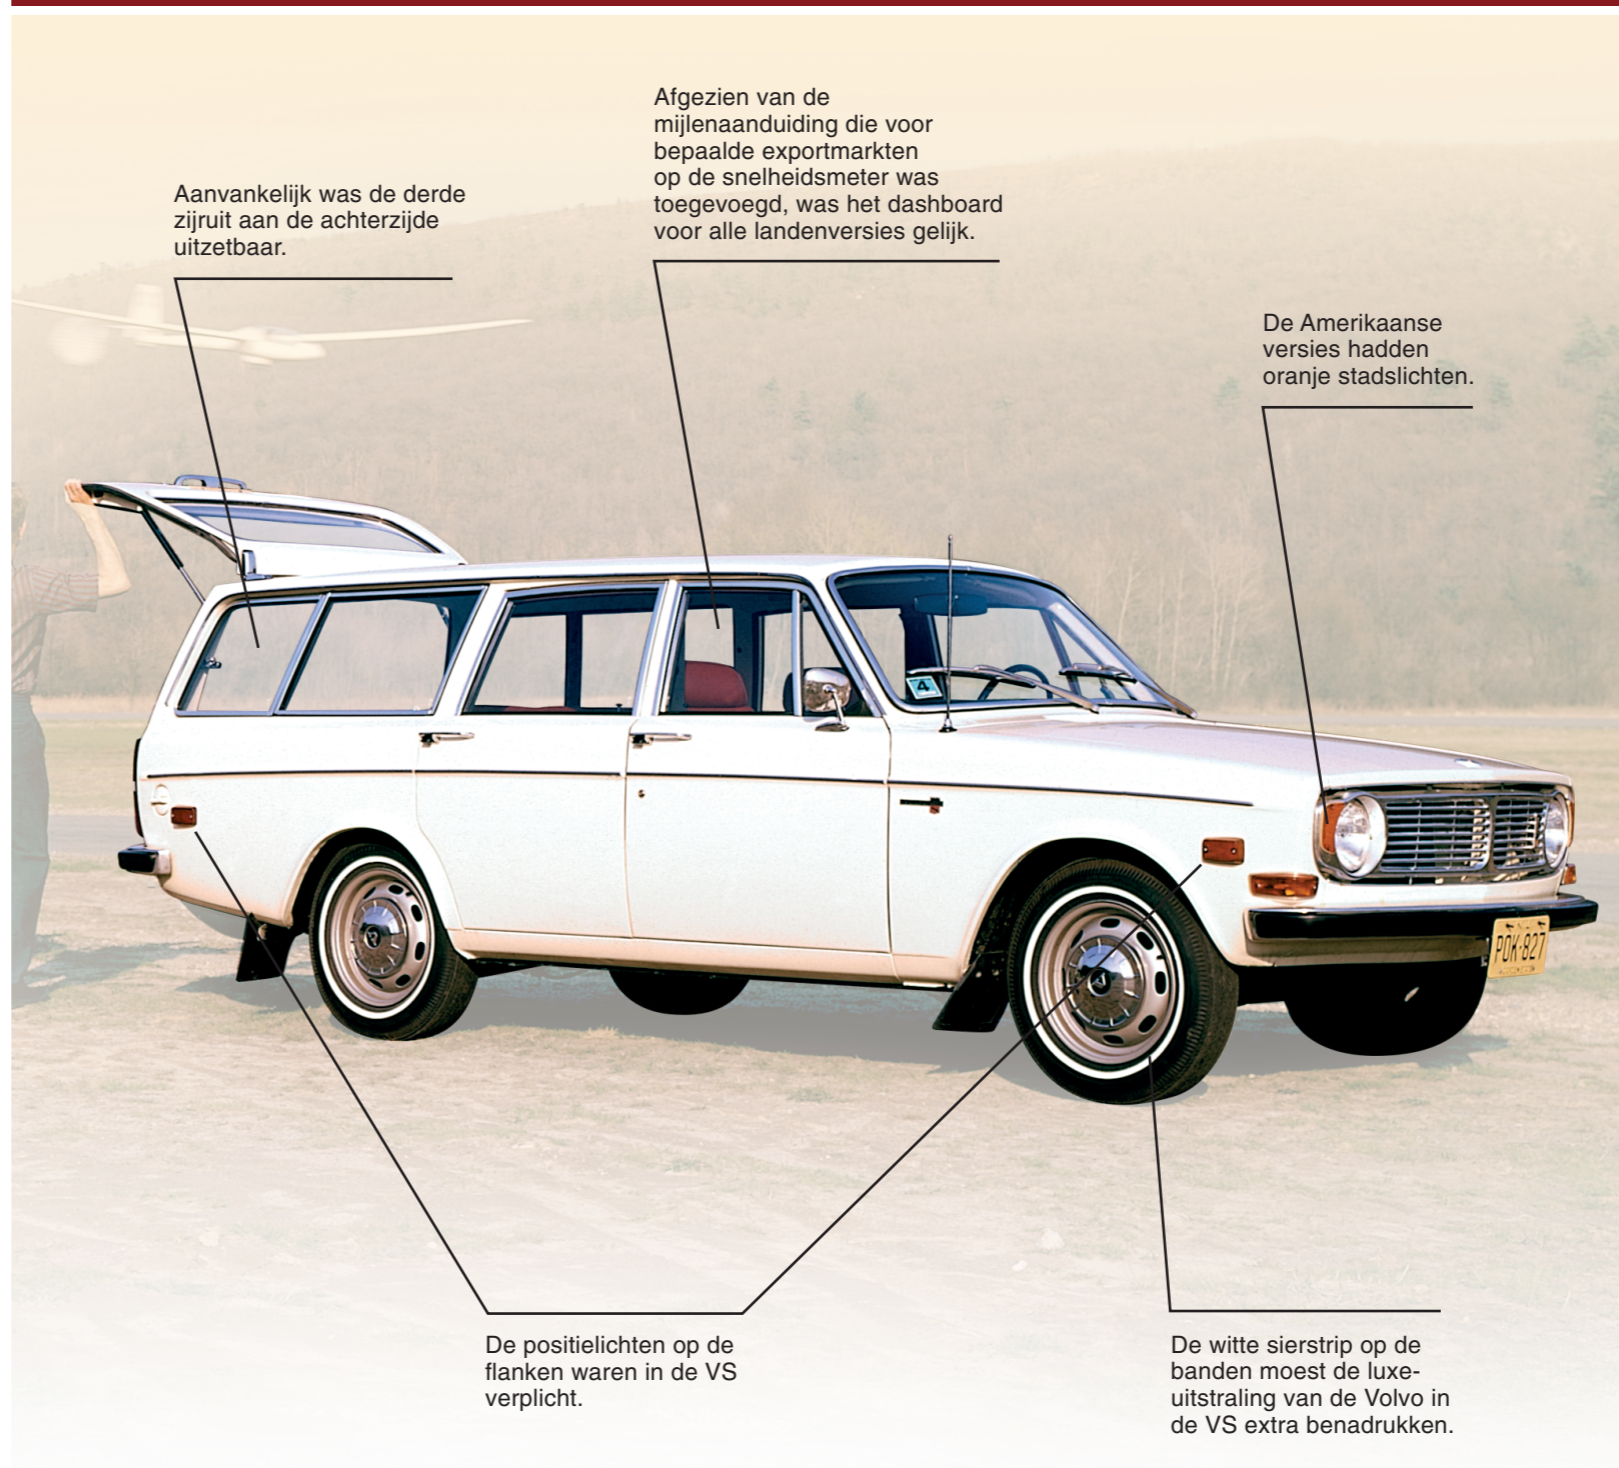 Afgezien van de
mijlenaanduiding die voor
bepaalde exportmarkten
op de snelheidsmeter was
toegevoegd, was het dashboard
voor alle landenversies gelijk.
Aanvankelijk was de derde
zijruit aan de achterzijde
uitzetbaar.
De Amerikaanse
versies hadden
oranje stadslichten.
4
POK-827
De positielichten op de
flanken waren in de VS
verplicht.
De witte sierstrip op de
banden moest de luxe-
uitstraling van de Volvo in
de VS extra benadrukken.